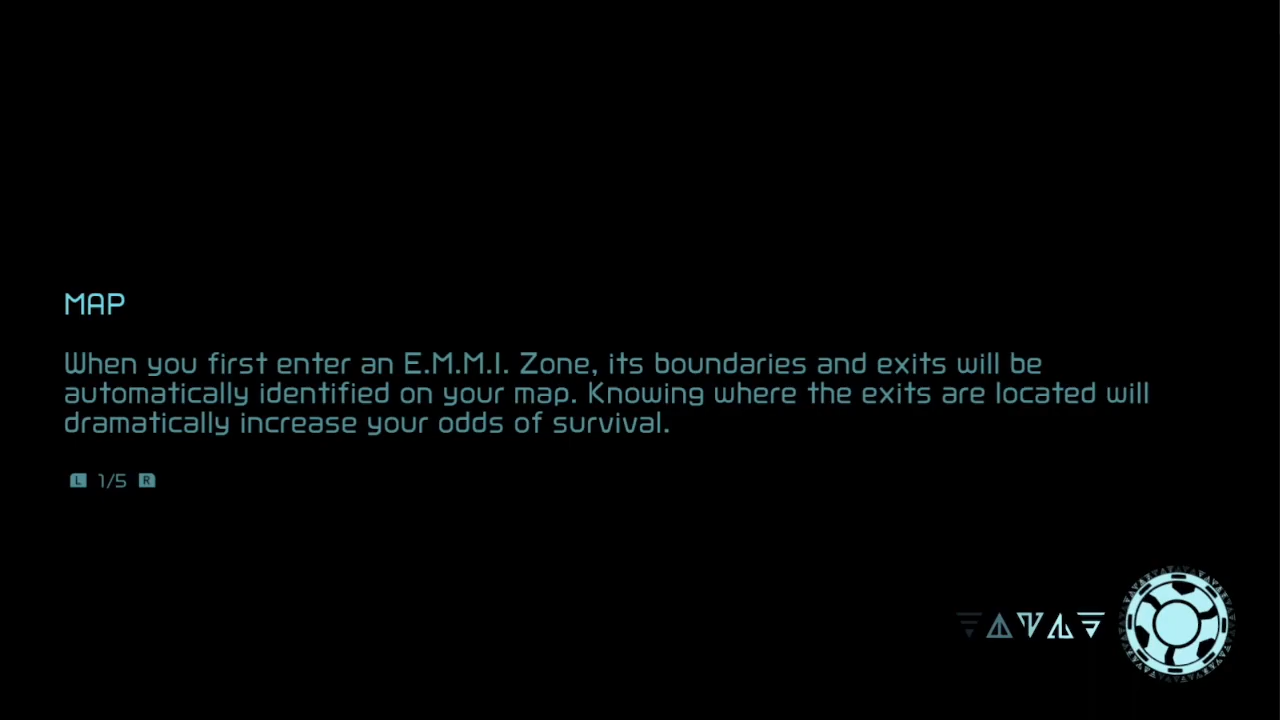 MAP
When you first enter an E.M.M.I. Zone, its boundaries and exits will be
automatically identified on your map. Knowing where the exits are located will
dramatically increase your odds of survival.
L 1/5 R